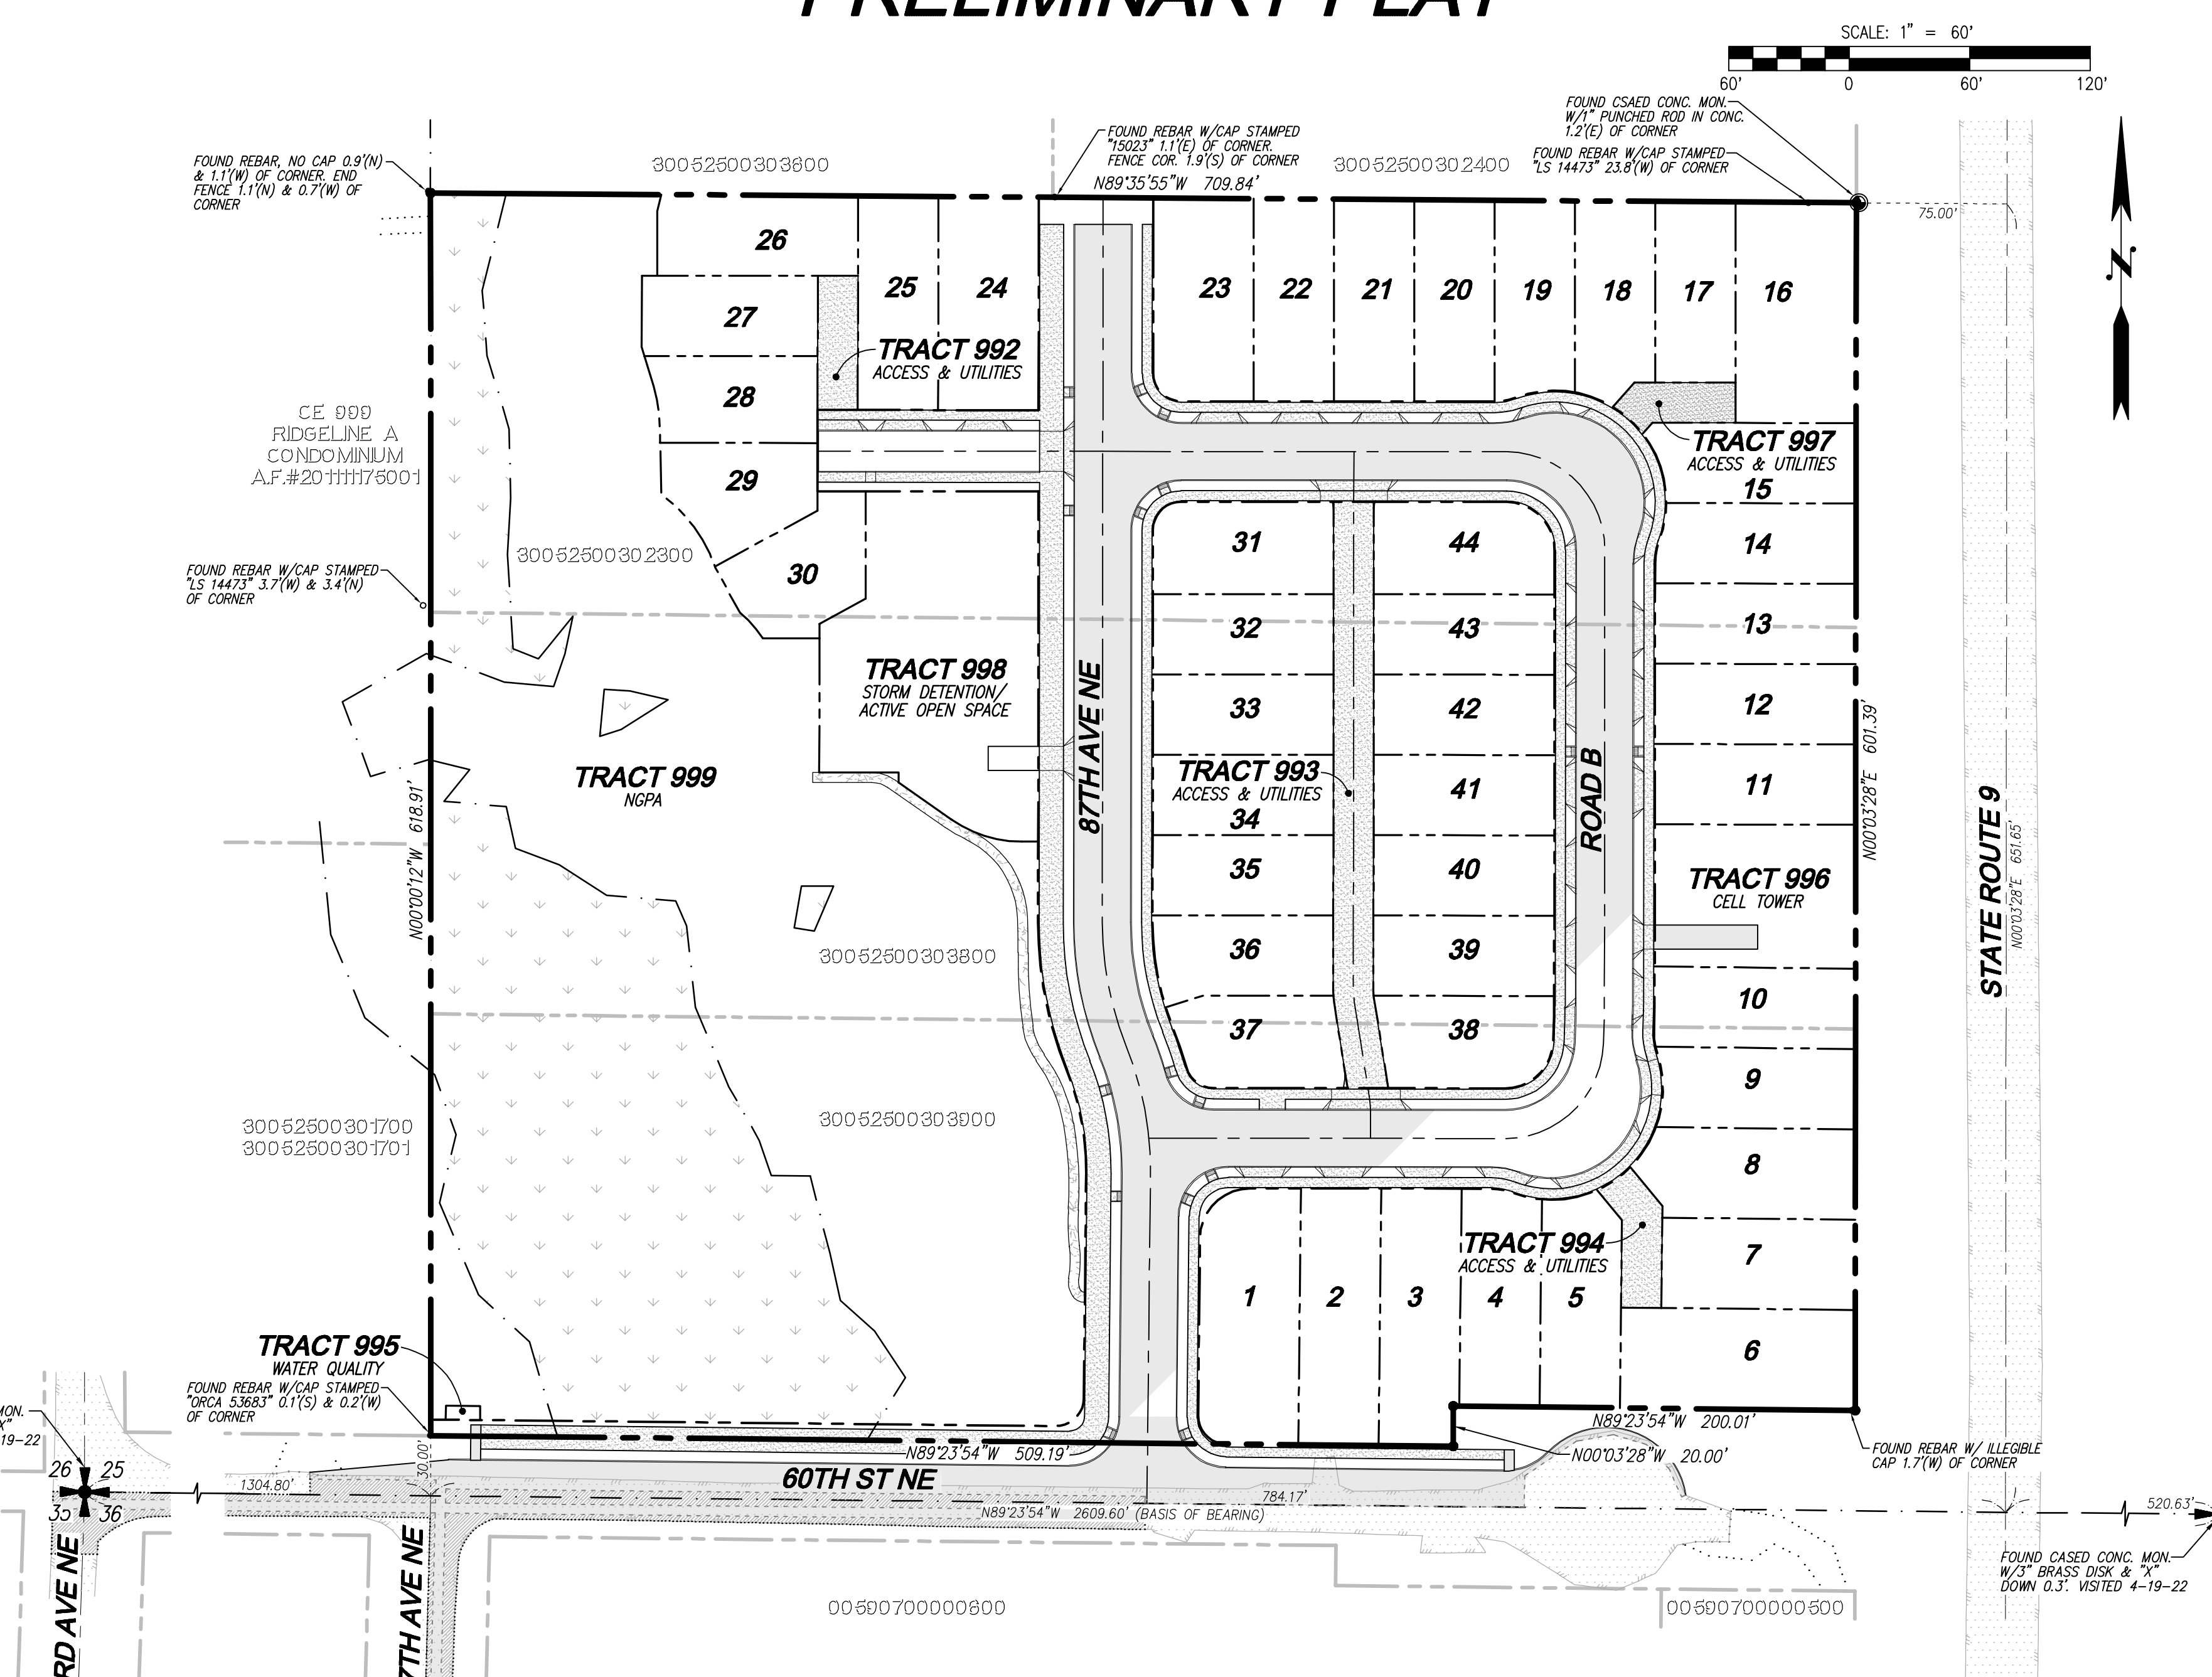 PRELIMINARY PLAT
SCALE: 1" = 60'
60' 0 60' 120'
FOUND CSAED CONC. MON.
W/1" PUNCHED ROD IN CONC.
1.2'(E) OF CORNER
FOUND REBAR W/CAP STAMPED
"LS 14473" 23.8'(W) OF CORNER
FOUND REBAR W/CAP STAMPED
"15023" 1.1'(E) OF CORNER.
FENCE COR. 1.9'(S) OF CORNER
N89°35'55"W 709.84'
FOUND REBAR, NO CAP 0.9'(N)
& 1.1'(W) OF CORNER. END
FENCE 1.1'(N) & 0.7'(W) OF
CORNER
30052500303600
30052500302400
75.00'
N
26
25
24
23
22
21
20
19
18
17
16
27
TRACT 992
ACCESS & UTILITIES
28
29
CE 999
RIDGELINE A
CONDOMINIUM
A.F.#201111175001
TRACT 997
ACCESS & UTILITIES
15
30052500302300
30
31
44
14
FOUND REBAR W/CAP STAMPED
"LS 14473" 3.7'(W) & 3.4'(N)
OF CORNER
32
43
13
TRACT 998
STORM DETENTION/
ACTIVE OPEN SPACE
87TH AVE NE
33
42
12
ROAD B
N00°03'28"E 601.39'
TRACT 999
NGPA
TRACT 993
ACCESS & UTILITIES
34
41
11
N00°00'12"W 618.91'
STATE ROUTE 9
N00°03'28"E 651.65'
35
40
TRACT 996
CELL TOWER
30052500303800
36
39
10
37
38
9
30052500303900
30052500301700
30052500301701
8
TRACT 994
ACCESS & UTILITIES
7
1
2
3
4
5
6
TRACT 995
WATER QUALITY
FOUND REBAR W/CAP STAMPED
"ORCA 53683" 0.1'(S) & 0.2'(W)
OF CORNER
MON.
"X"
19-22
N89°23'54"W 200.01'
N00°03'28"W 20.00'
FOUND REBAR W/ ILLEGIBLE
CAP 1.7'(W) OF CORNER
N89°23'54"W 509.19'
30.00'
60TH ST NE
26 25
35 36
1304.80'
784.17'
N89°23'54"W 2609.60' (BASIS OF BEARING)
520.63'
FOUND CASED CONC. MON.
W/3" BRASS DISK & "X"
DOWN 0.3'. VISITED 4-19-22
RD AVE NE
7TH AVE NE
00590700000600
00590700000500